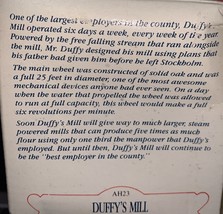 One of the largest employers in the county, Duffy's
Mill operated six days a week, every week of the year.
Powered by the free falling stream that ran alongside
the mill, Mr. Duffy designed his mill using plans that
his father had given him before he left Stockholm.
The main wheel was constructed of solid oak and was
a full 25 feet in diameter, one of the most awesome
mechanical devices anyone had ever seen. On a day
when the water that propelled the wheel was allowed
to run at full capacity, this wheel would make a full
six revolutions per minute.
Soon Duffy's Mill will give way to much larger, steam
powered mills that can produce five times as much
flour using only one third the manpower that Duffy's
employed. But until then, Duffy's Mill will continue to
be the "best employer in the county."
AH23
DUFFY'S MILL